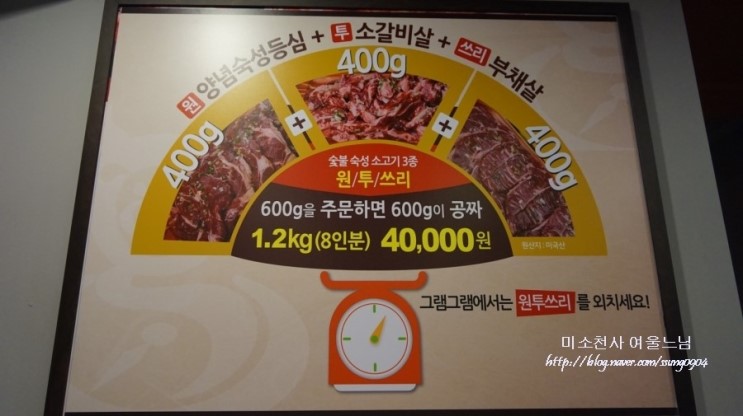 원 양념숙성등심 + 투 소갈비살 + 쓰리 부채살
400g
400g
400g
숯불 숙성 소고기 3종
원/투/쓰리
600g을 주문하면 600g이 공짜
1.2kg(8인분) 40,000원
원산지 : 미국산
그램그램에서는 원투쓰리 를 외치세요!
미소천사 여울느님
http://blog.naver.com/ssung0904